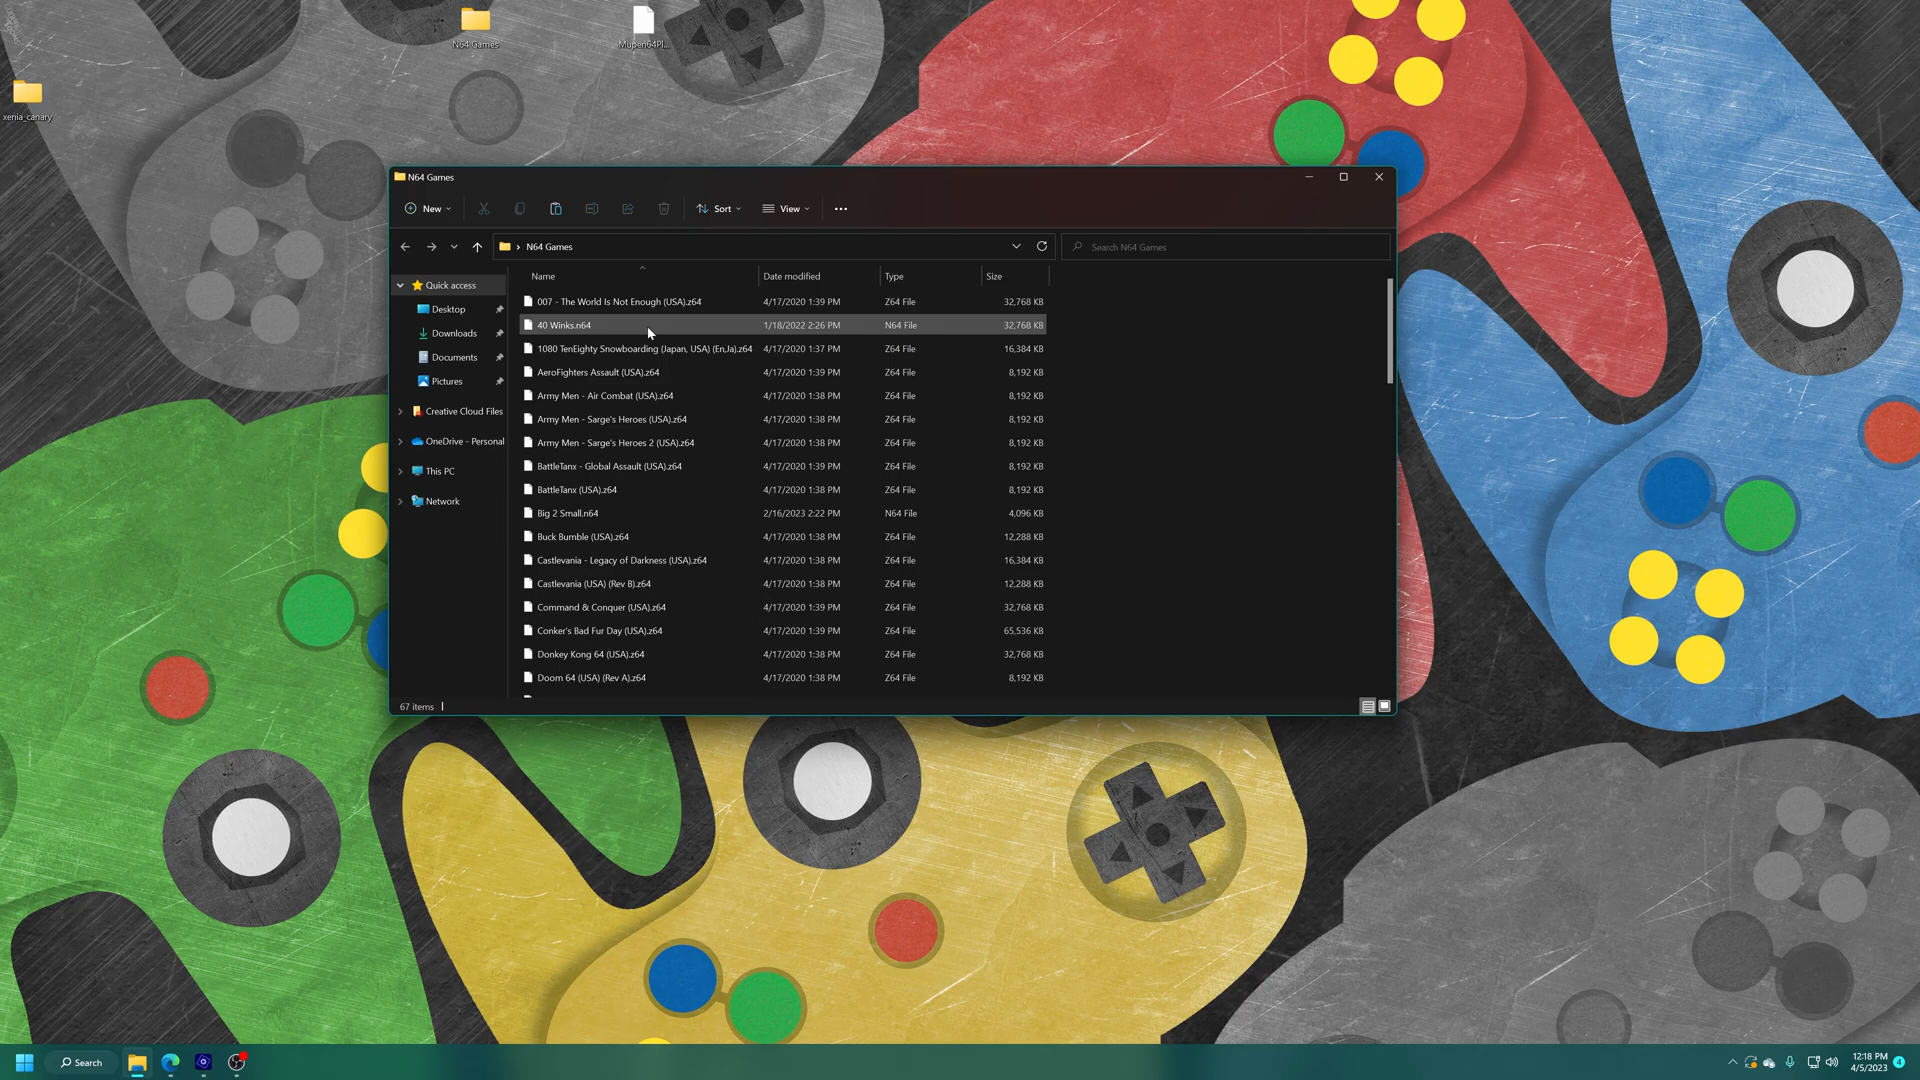 N64 Games
Mupen64Pl...
xenia_canary
N64 Games
New
Sort
View
N64 Games
Search N64 Games
Name Date modified Type Size
Quick access
Desktop
Downloads
Documents
Pictures
Creative Cloud Files
OneDrive - Personal
This PC
Network
007 - The World Is Not Enough (USA).z64 4/17/2020 1:39 PM Z64 File 32,768 KB
40 Winks.n64 1/18/2022 2:26 PM N64 File 32,768 KB
1080 TenEighty Snowboarding (Japan, USA) (En,Ja).z64 4/17/2020 1:37 PM Z64 File 16,384 KB
AeroFighters Assault (USA).z64 4/17/2020 1:39 PM Z64 File 8,192 KB
Army Men - Air Combat (USA).z64 4/17/2020 1:38 PM Z64 File 8,192 KB
Army Men - Sarge's Heroes (USA).z64 4/17/2020 1:38 PM Z64 File 8,192 KB
Army Men - Sarge's Heroes 2 (USA).z64 4/17/2020 1:38 PM Z64 File 8,192 KB
BattleTanx - Global Assault (USA).z64 4/17/2020 1:39 PM Z64 File 8,192 KB
BattleTanx (USA).z64 4/17/2020 1:38 PM Z64 File 8,192 KB
Big 2 Small.n64 2/16/2023 2:22 PM N64 File 4,096 KB
Buck Bumble (USA).z64 4/17/2020 1:38 PM Z64 File 12,288 KB
Castlevania - Legacy of Darkness (USA).z64 4/17/2020 1:38 PM Z64 File 16,384 KB
Castlevania (USA) (Rev B).z64 4/17/2020 1:38 PM Z64 File 12,288 KB
Command & Conquer (USA).z64 4/17/2020 1:39 PM Z64 File 32,768 KB
Conker's Bad Fur Day (USA).z64 4/17/2020 1:39 PM Z64 File 65,536 KB
Donkey Kong 64 (USA).z64 4/17/2020 1:38 PM Z64 File 32,768 KB
Doom 64 (USA) (Rev A).z64 4/17/2020 1:38 PM Z64 File 8,192 KB
67 items
Search
12:18 PM
4/5/2023
4